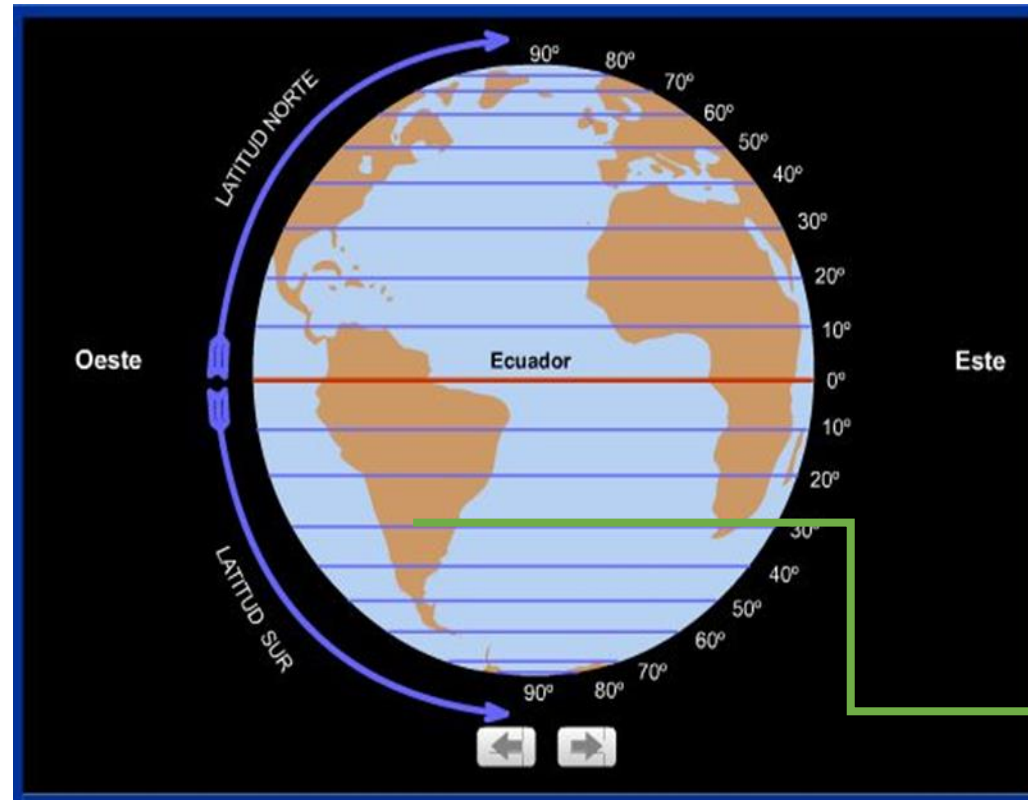 90º
80º
70º
60º
50º
40º
30º
20º
10º
LATITUD NORTE
Oeste
Ecuador
Este
0º
10º
20º
30º
40º
50º
60º
70º
80º
90º
LATITUD SUR